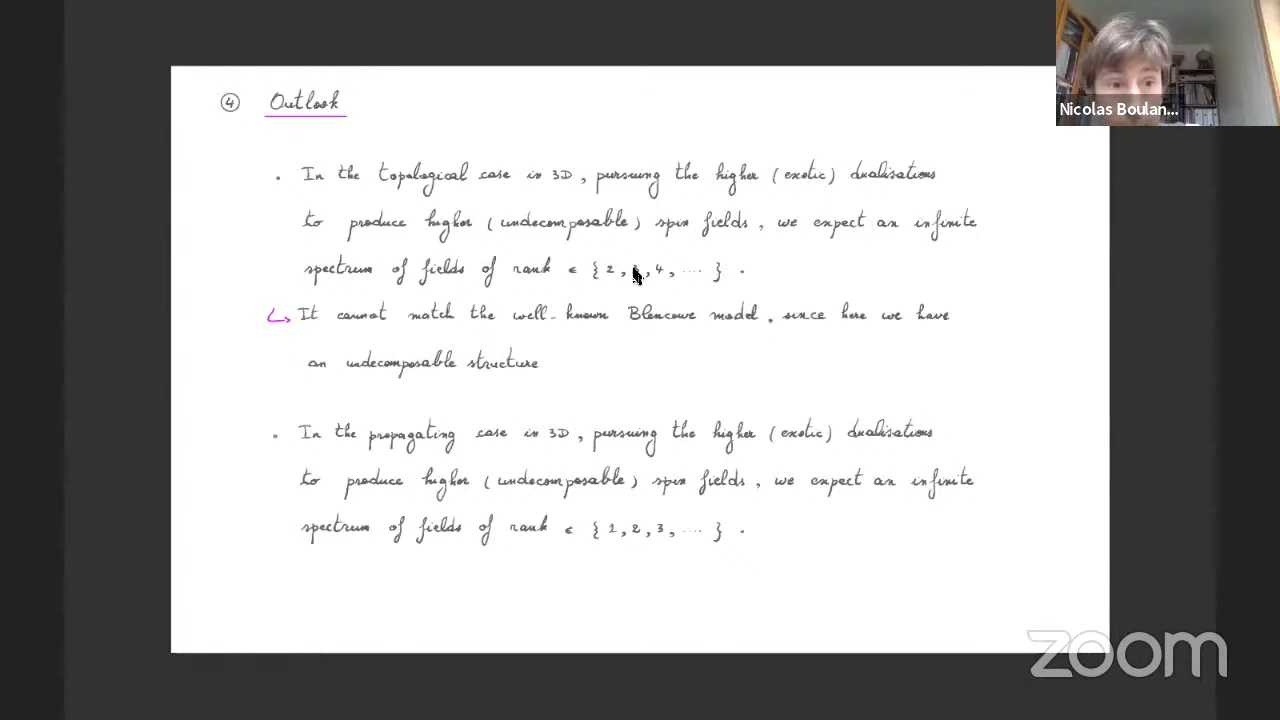 ④ Outlook
. In the topological case in 3D, pursuing the higher (exotic) dualisations
to produce higher (undecomposable) spin fields, we expect an infinite
spectrum of fields of rank ∈ { 2, , 4, .... } .
↳ It cannot match the well-known Blencowe model, since here we have
an undecomposable structure
. In the propagating case in 3D, pursuing the higher (exotic) dualisations
to produce higher (undecomposable) spin fields, we expect an infinite
spectrum of fields of rank ∈ { 1, 2, 3, .... } .
Nicolas Boulan...
zoom